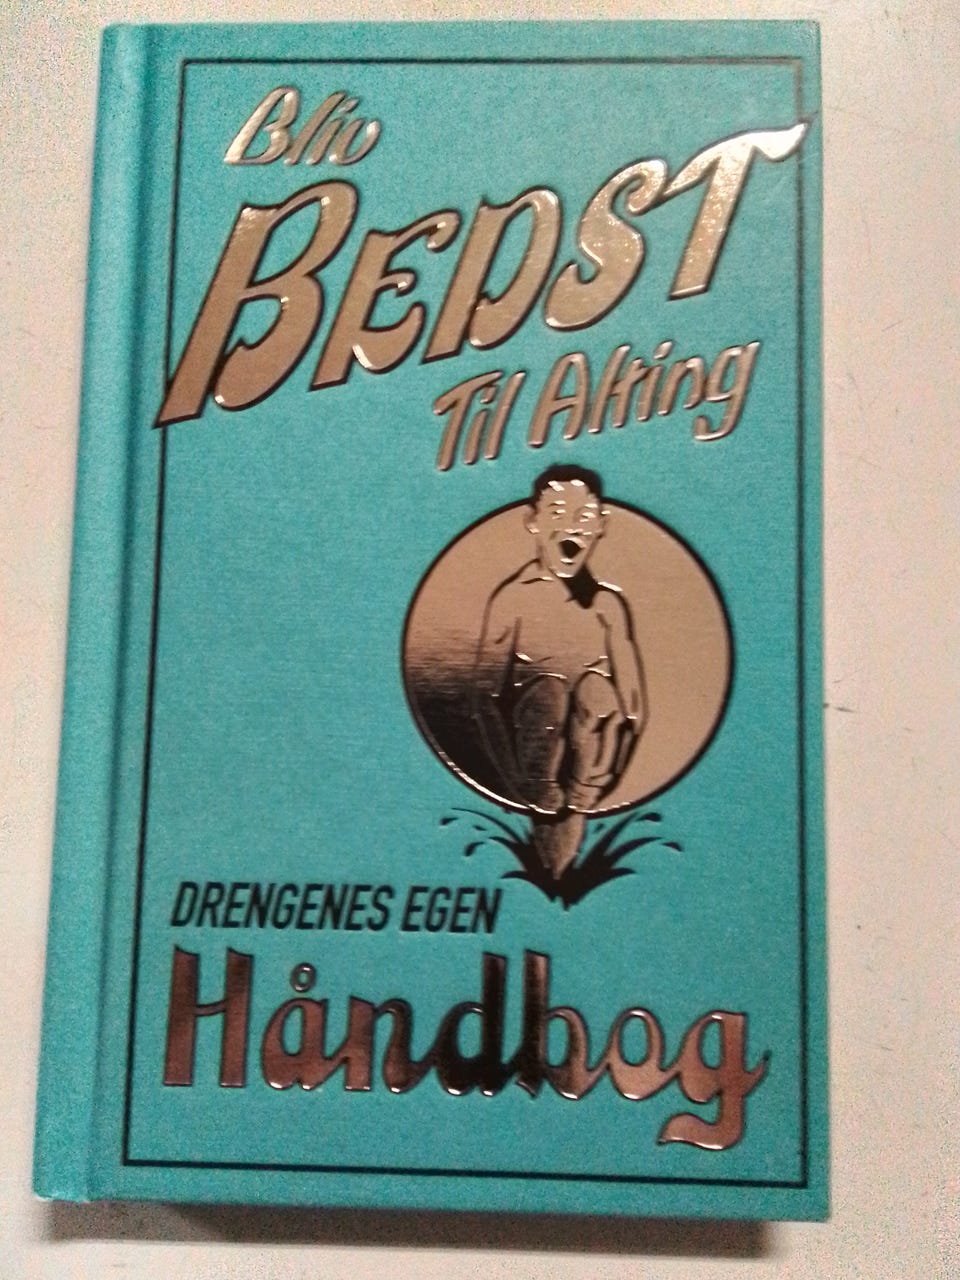 Bliv
BEDST
Til Alting
DRENGENES EGEN
Håndbog